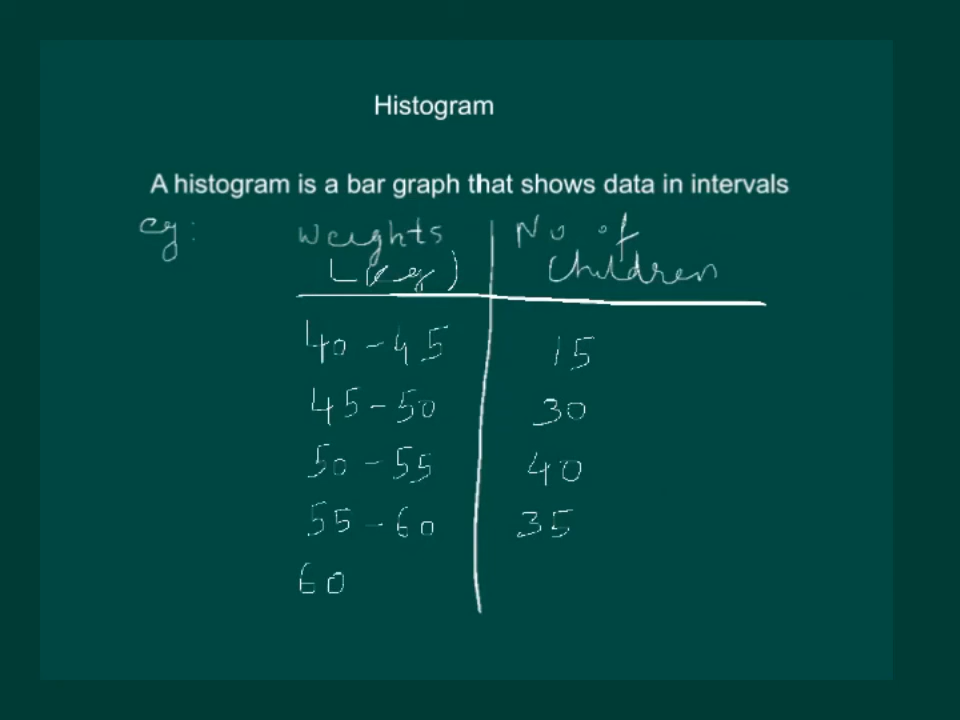 Histogram
A histogram is a bar graph that shows data in intervals
eg: Weights No of
(kg) children
40-45 15
45-50 30
50-55 40
55-60 35
60